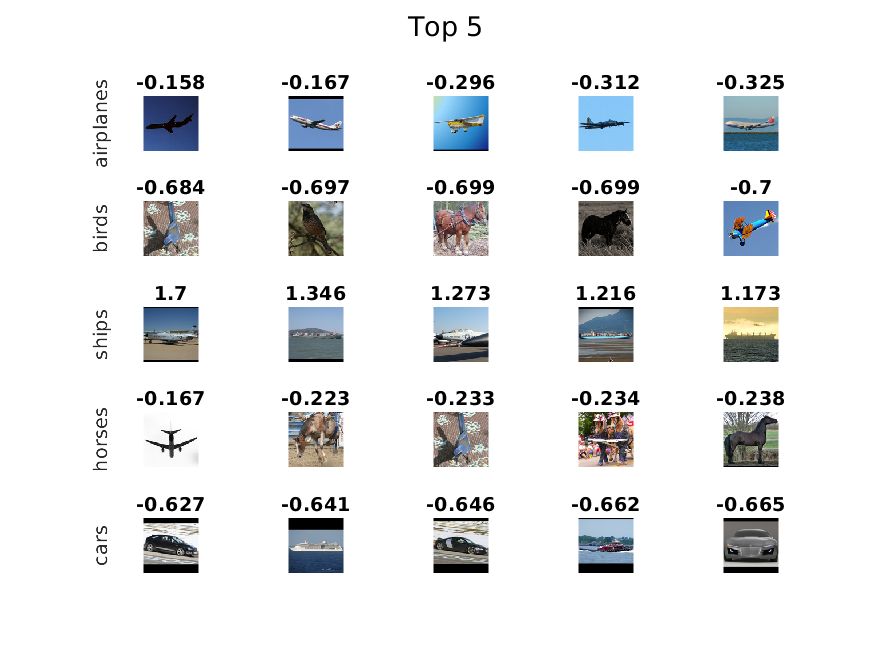 Top 5
airplanes
-0.158 -0.167 -0.296 -0.312 -0.325
birds
-0.684 -0.697 -0.699 -0.699 -0.7
ships
1.7 1.346 1.273 1.216 1.173
horses
-0.167 -0.223 -0.233 -0.234 -0.238
cars
-0.627 -0.641 -0.646 -0.662 -0.665